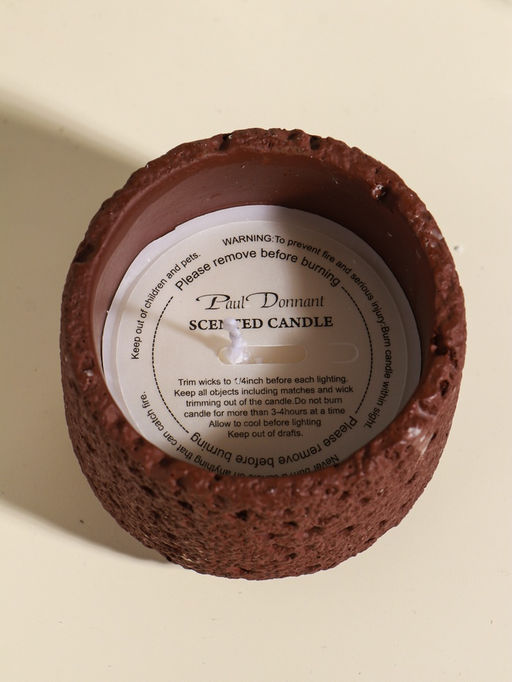 WARNING:To prevent fire and serious injury.Burn candle within sight.
Please remove before burning
Paul Donnant
SCENTED CANDLE
Trim wicks to 1/4inch before each lighting.
Keep all objects including matches and wick
trimming out of the candle.Do not burn
candle for more than 3-4hours at a time
Allow to cool before lighting
Keep out of drafts.
Please remove before burning
Never on anything that can catch fire.
Keep out of children and pets.